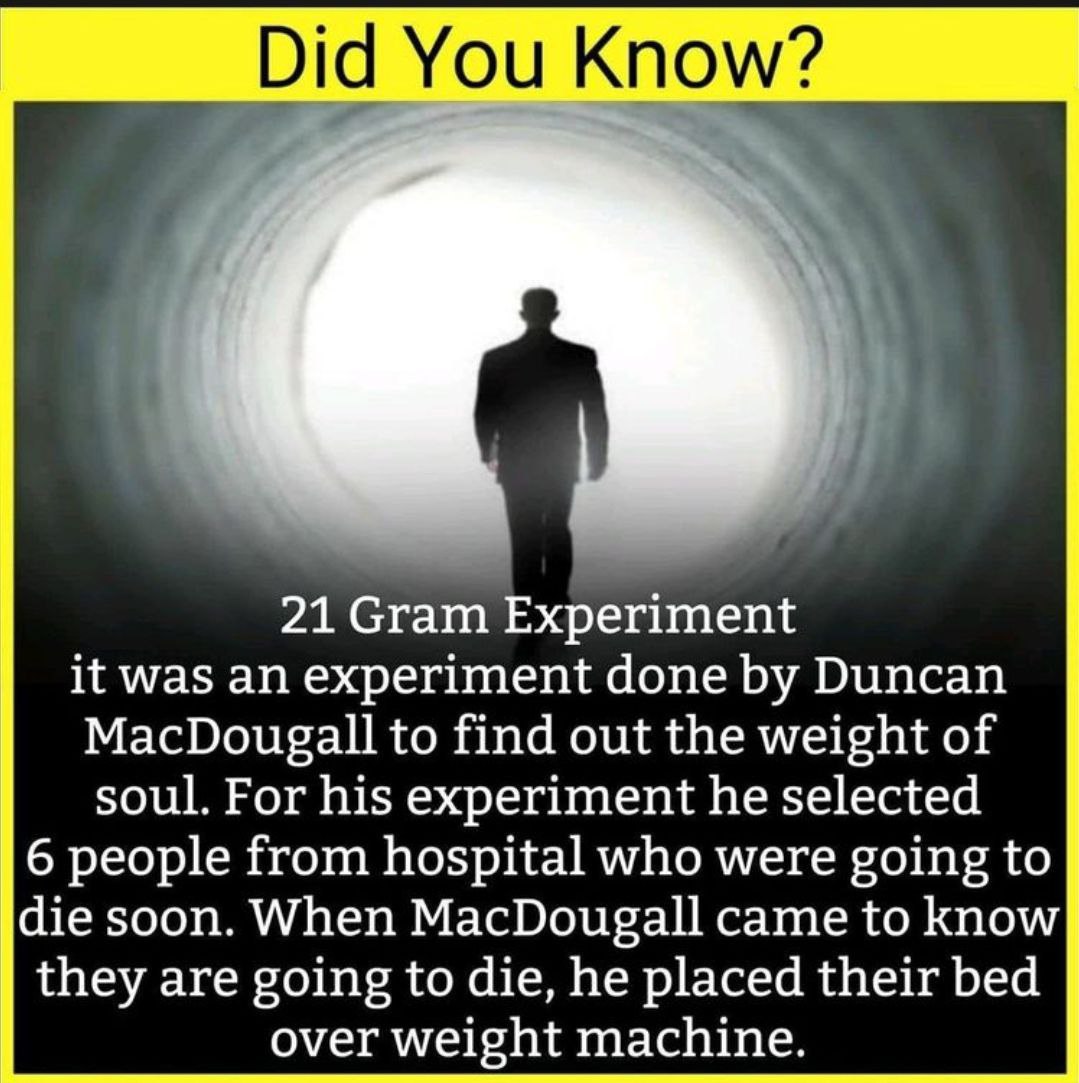 Did You Know?
21 Gram Experiment
it was an experiment done by Duncan
MacDougall to find out the weight of
soul. For his experiment he selected
6 people from hospital who were going to
die soon. When MacDougall came to know
they are going to die, he placed their bed
over weight machine.